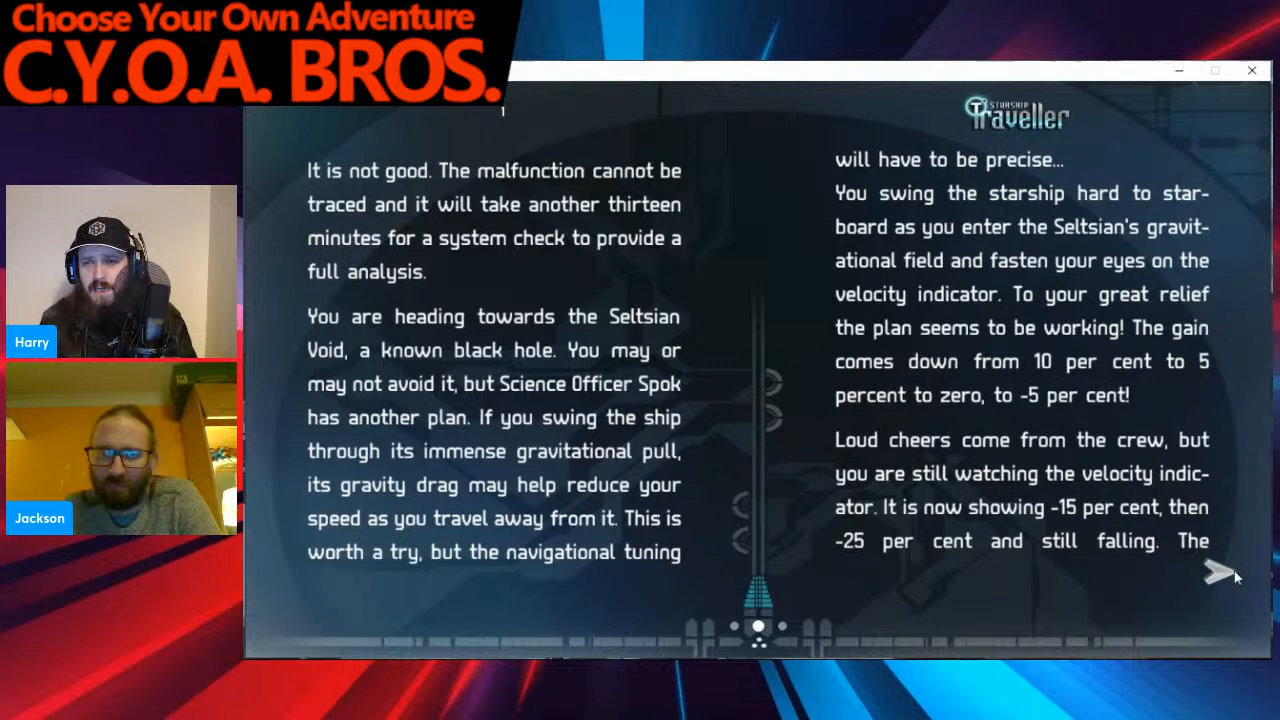 Choose Your Own Adventure
C.Y.O.A. BROS.
1
STARSHIP
Traveller
It is not good. The malfunction cannot be
traced and it will take another thirteen
minutes for a system check to provide a
full analysis.
You are heading towards the Seltsian
Void, a known black hole. You may or
may not avoid it, but Science Officer Spok
has another plan. If you swing the ship
through its immense gravitational pull,
its gravity drag may help reduce your
speed as you travel away from it. This is
worth a try, but the navigational tuning
will have to be precise...
You swing the starship hard to star-
board as you enter the Seltsian's gravit-
ational field and fasten your eyes on the
velocity indicator. To your great relief
the plan seems to be working! The gain
comes down from 10 per cent to 5
percent to zero, to -5 per cent!
Loud cheers come from the crew, but
you are still watching the velocity indic-
ator. It is now showing -15 per cent, then
-25 per cent and still falling. The
Harry
Jackson